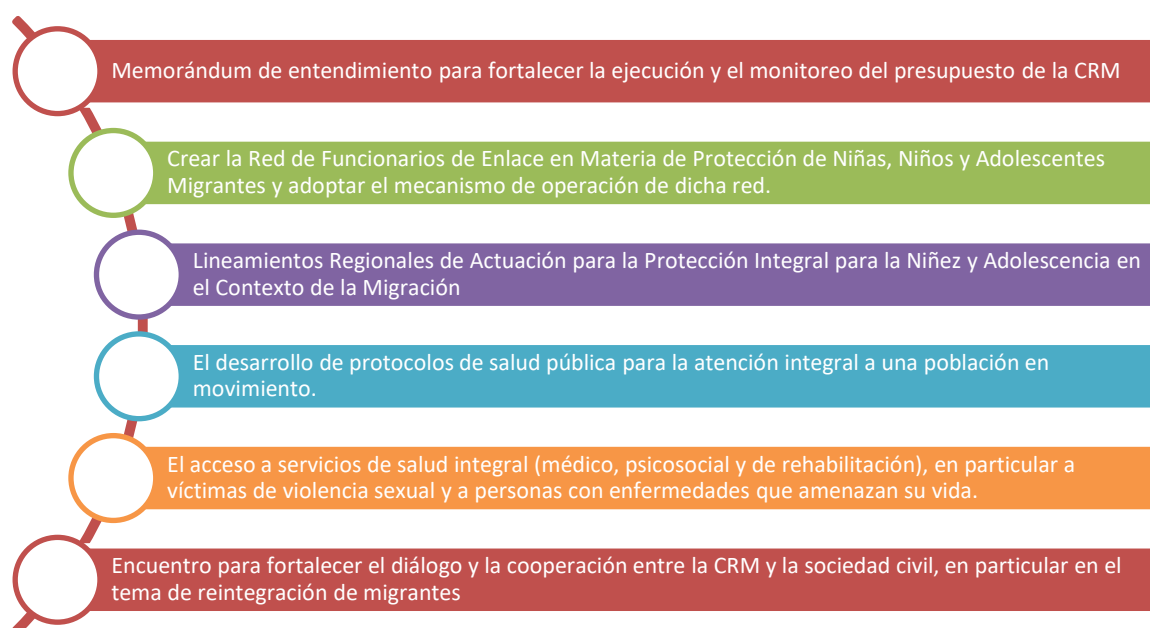 Memorándum de entendimiento para fortalecer la ejecución y el monitoreo del presupuesto de la CRM
Crear la Red de Funcionarios de Enlace en Materia de Protección de Niñas, Niños y Adolescentes
Migrantes y adoptar el mecanismo de operación de dicha red.
Lineamientos Regionales de Actuación para la Protección Integral para la Niñez y Adolescencia en
el Contexto de la Migración
El desarrollo de protocolos de salud pública para la atención integral a una población en
movimiento.
El acceso a servicios de salud integral (médico, psicosocial y de rehabilitación), en particular a
víctimas de violencia sexual y a personas con enfermedades que amenazan su vida.
Encuentro para fortalecer el diálogo y la cooperación entre la CRM y la sociedad civil, en particular en el
tema de reintegración de migrantes